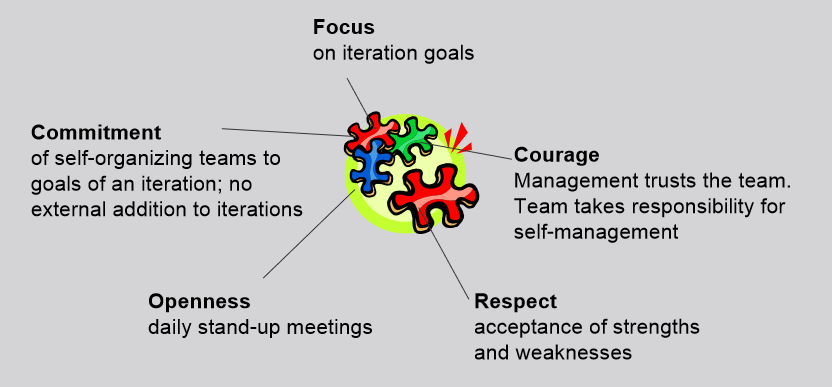 Focus
on iteration goals
Commitment
of self-organizing teams to
goals of an iteration; no
external addition to iterations
Courage
Management trusts the team.
Team takes responsibility for
self-management
Openness
daily stand-up meetings
Respect
acceptance of strengths
and weaknesses